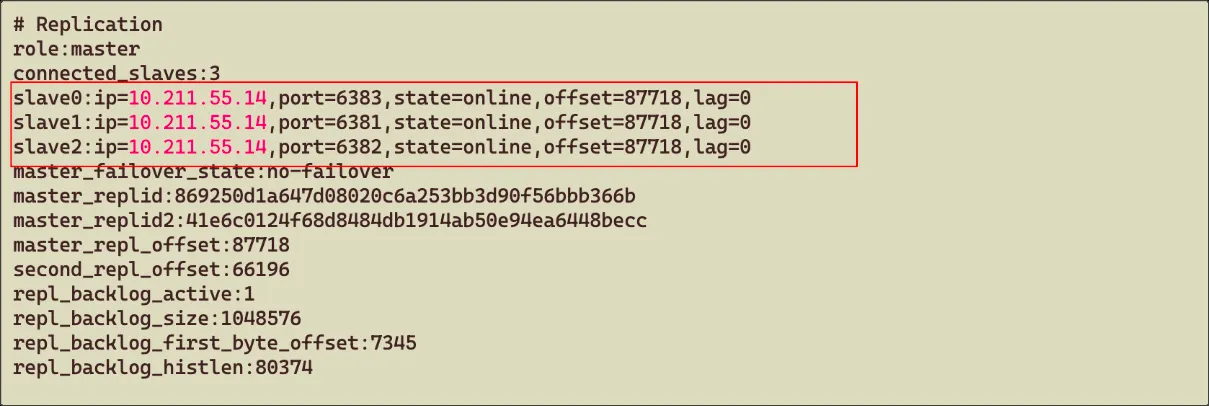 # Replication
role:master
connected_slaves:3
slave0:ip=10.211.55.14,port=6383,state=online,offset=87718,lag=0
slave1:ip=10.211.55.14,port=6381,state=online,offset=87718,lag=0
slave2:ip=10.211.55.14,port=6382,state=online,offset=87718,lag=0
master_failover_state:no-failover
master_replid:869250d1a647d08020c6a253bb3d90f56bbb366b
master_replid2:41e6c0124f68d8484db1914ab50e94ea6448becc
master_repl_offset:87718
second_repl_offset:66196
repl_backlog_active:1
repl_backlog_size:1048576
repl_backlog_first_byte_offset:7345
repl_backlog_histlen:80374